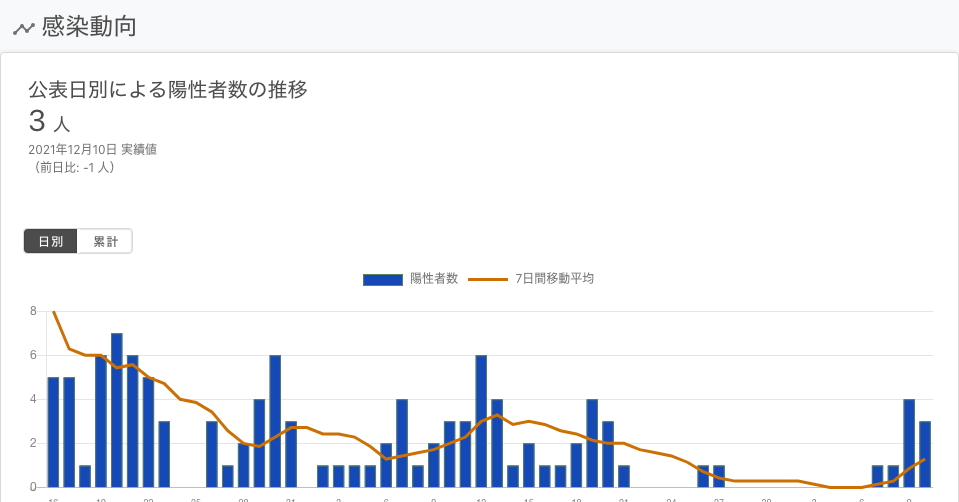 感染動向
公表日別による陽性者数の推移
3 人
2021年12月10日 実績値
（前日比: -1 人）
日別 累計
陽性者数 7日間移動平均
8
6
4
2
0